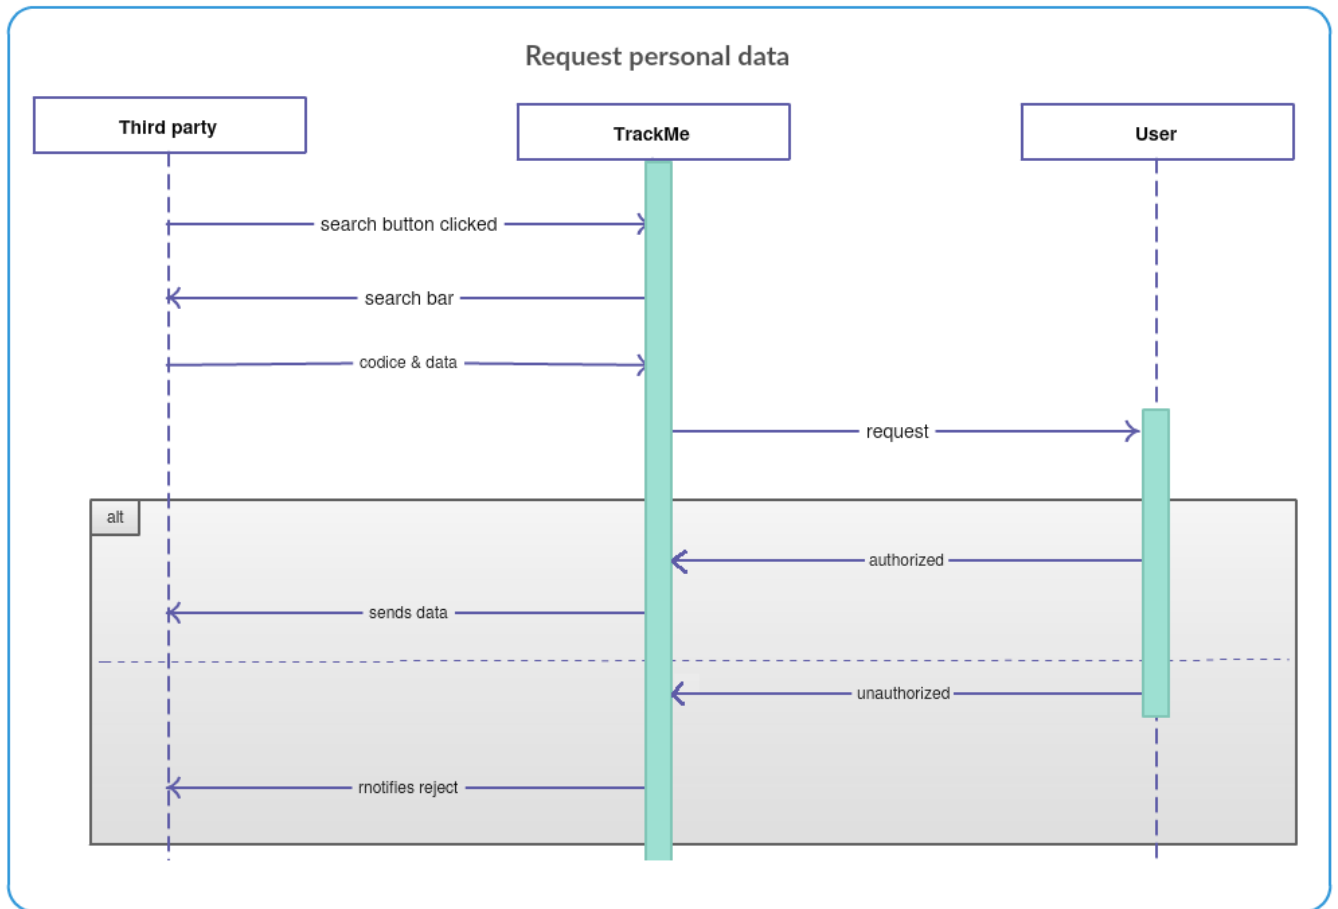 Request personal data
Third party
TrackMe
User
search button clicked
search bar
codice & data
request
alt
authorized
sends data
unauthorized
rnotifies reject